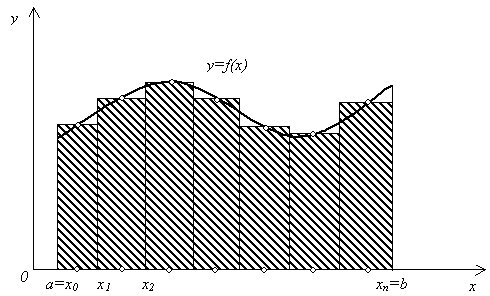 y
y=f(x)
0
a=x₀ x₁ x₂ xₙ=b x